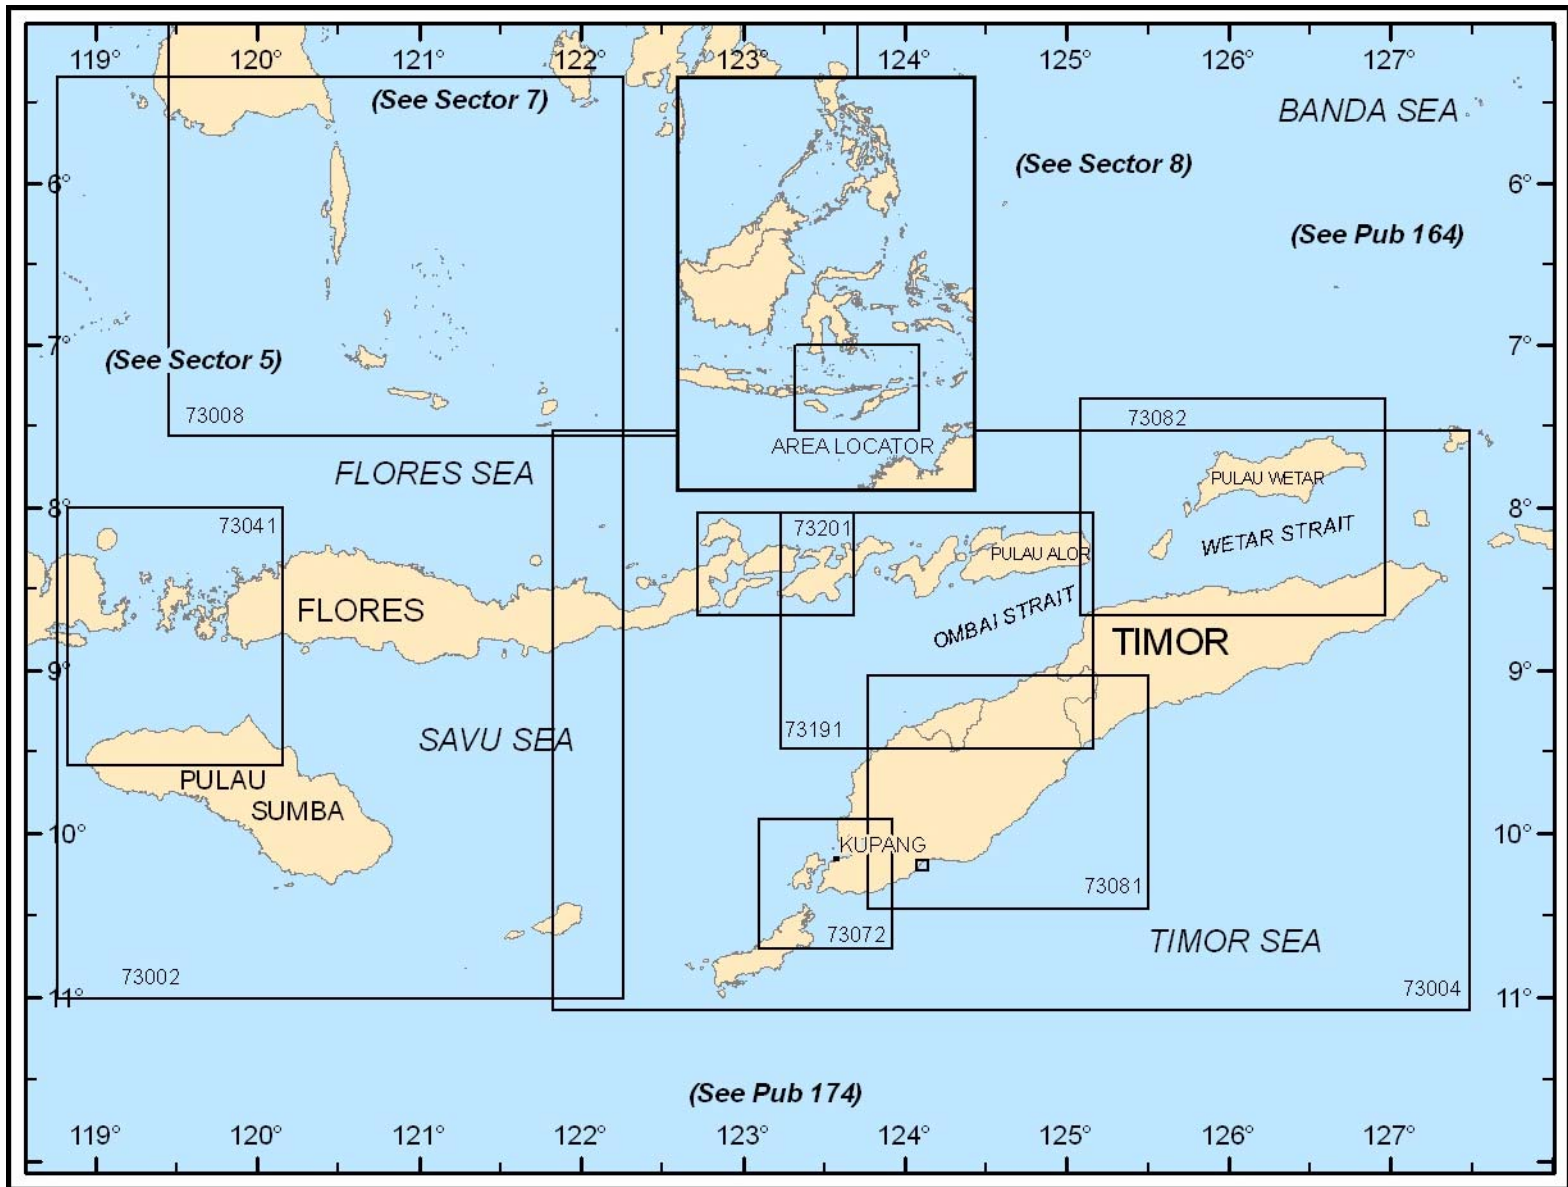 119° 120° 121° 122° 123° 124° 125° 126° 127°
(See Sector 7)
BANDA SEA
(See Sector 8)
6° 6°
(See Pub 164)
7° 7°
(See Sector 5)
73008
73082
AREA LOCATOR
FLORES SEA
PULAU WETAR
8° 8°
73041
73201
WETAR STRAIT
PULAU ALOR
FLORES
OMBAI STRAIT
TIMOR
9° 9°
73191
SAVU SEA
PULAU
SUMBA
10° 10°
KUPANG
73081
73072
TIMOR SEA
73002
73004
11° 11°
(See Pub 174)
119° 120° 121° 122° 123° 124° 125° 126° 127°